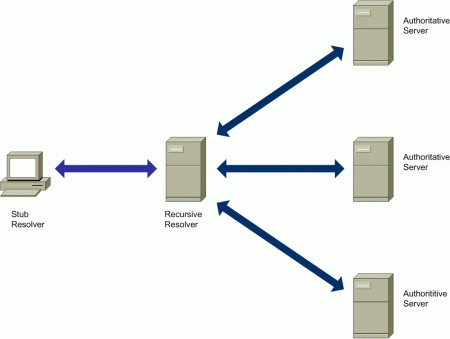 Authoritative
Server
Authoritative
Server
Stub
Resolver
Recursive
Resolver
Authorititive
Server